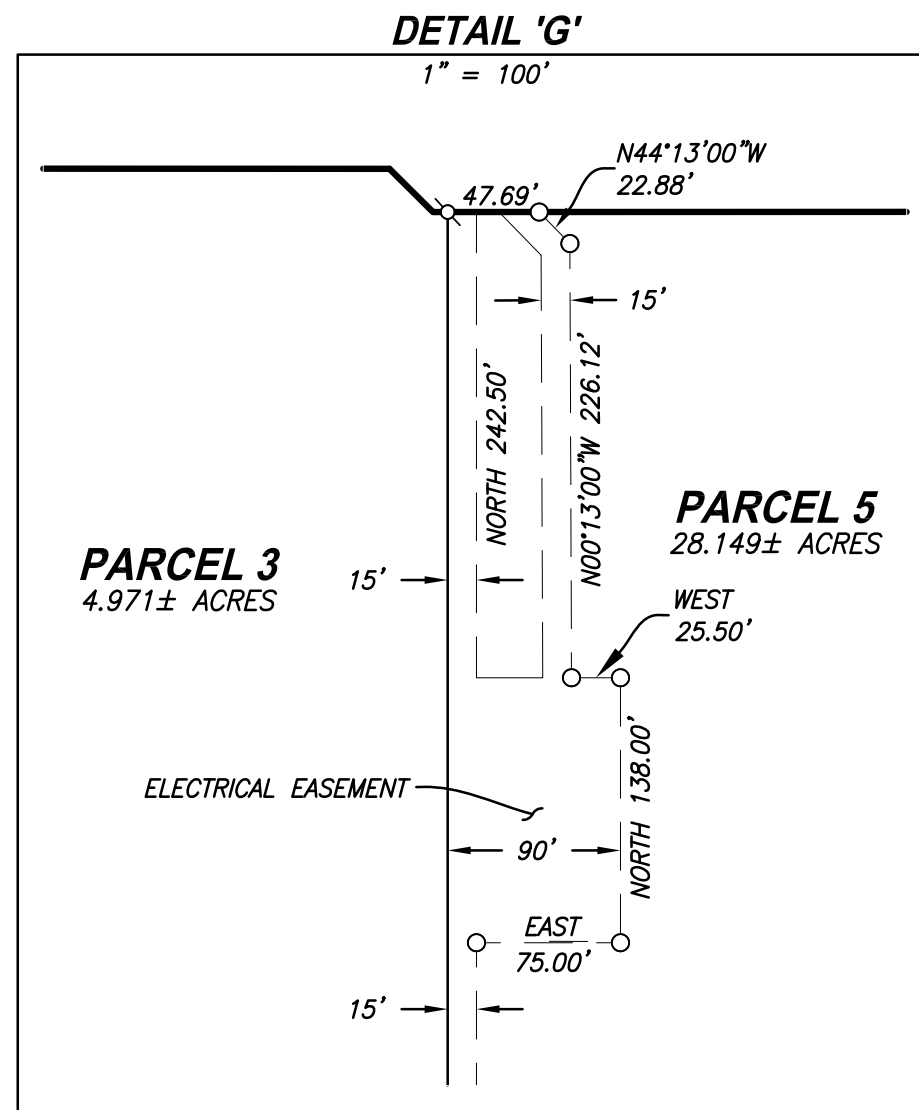 DETAIL 'G'
1” = 100’
N44°13’00”W
22.88’
47.69’
15’
NORTH 242.50’
N00°13’00”W 226.12’
PARCEL 5
28.149± ACRES
PARCEL 3
4.971± ACRES
15’
WEST
25.50’
NORTH 138.00’
ELECTRICAL EASEMENT
90’
EAST
75.00’
15’